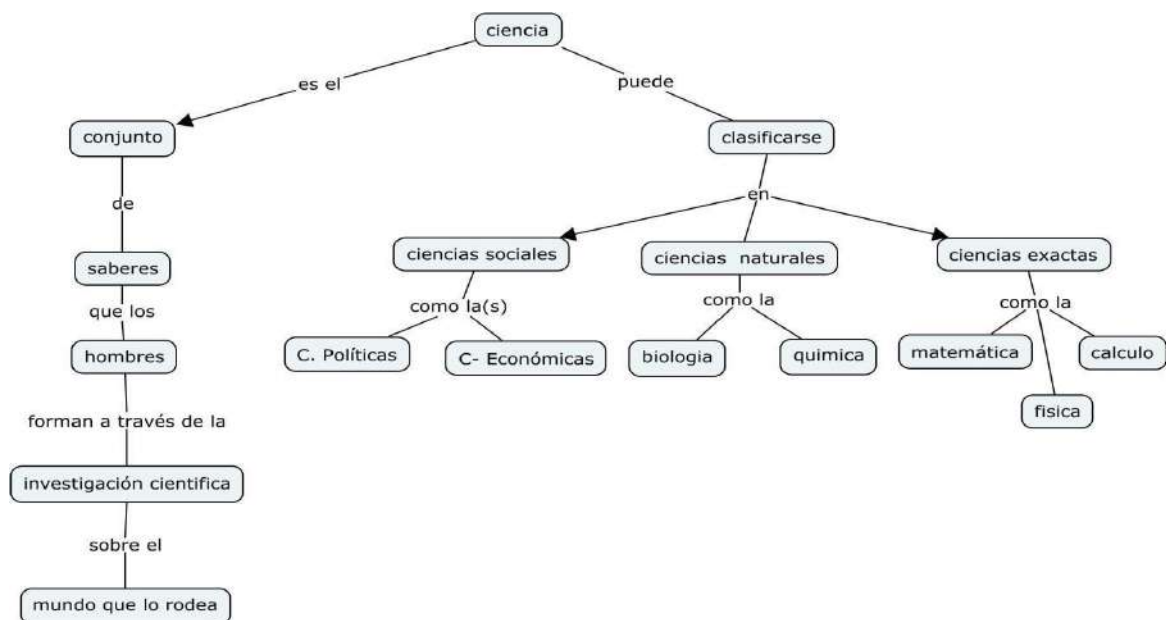 ciencia
es el
puede
conjunto
clasificarse
de
en
saberes
ciencias sociales
ciencias naturales
ciencias exactas
que los
como la(s)
como la
como la
hombres
C. Políticas
C- Económicas
biologia
quimica
matemática
calculo
fisica
forman a través de la
investigación cientifica
sobre el
mundo que lo rodea